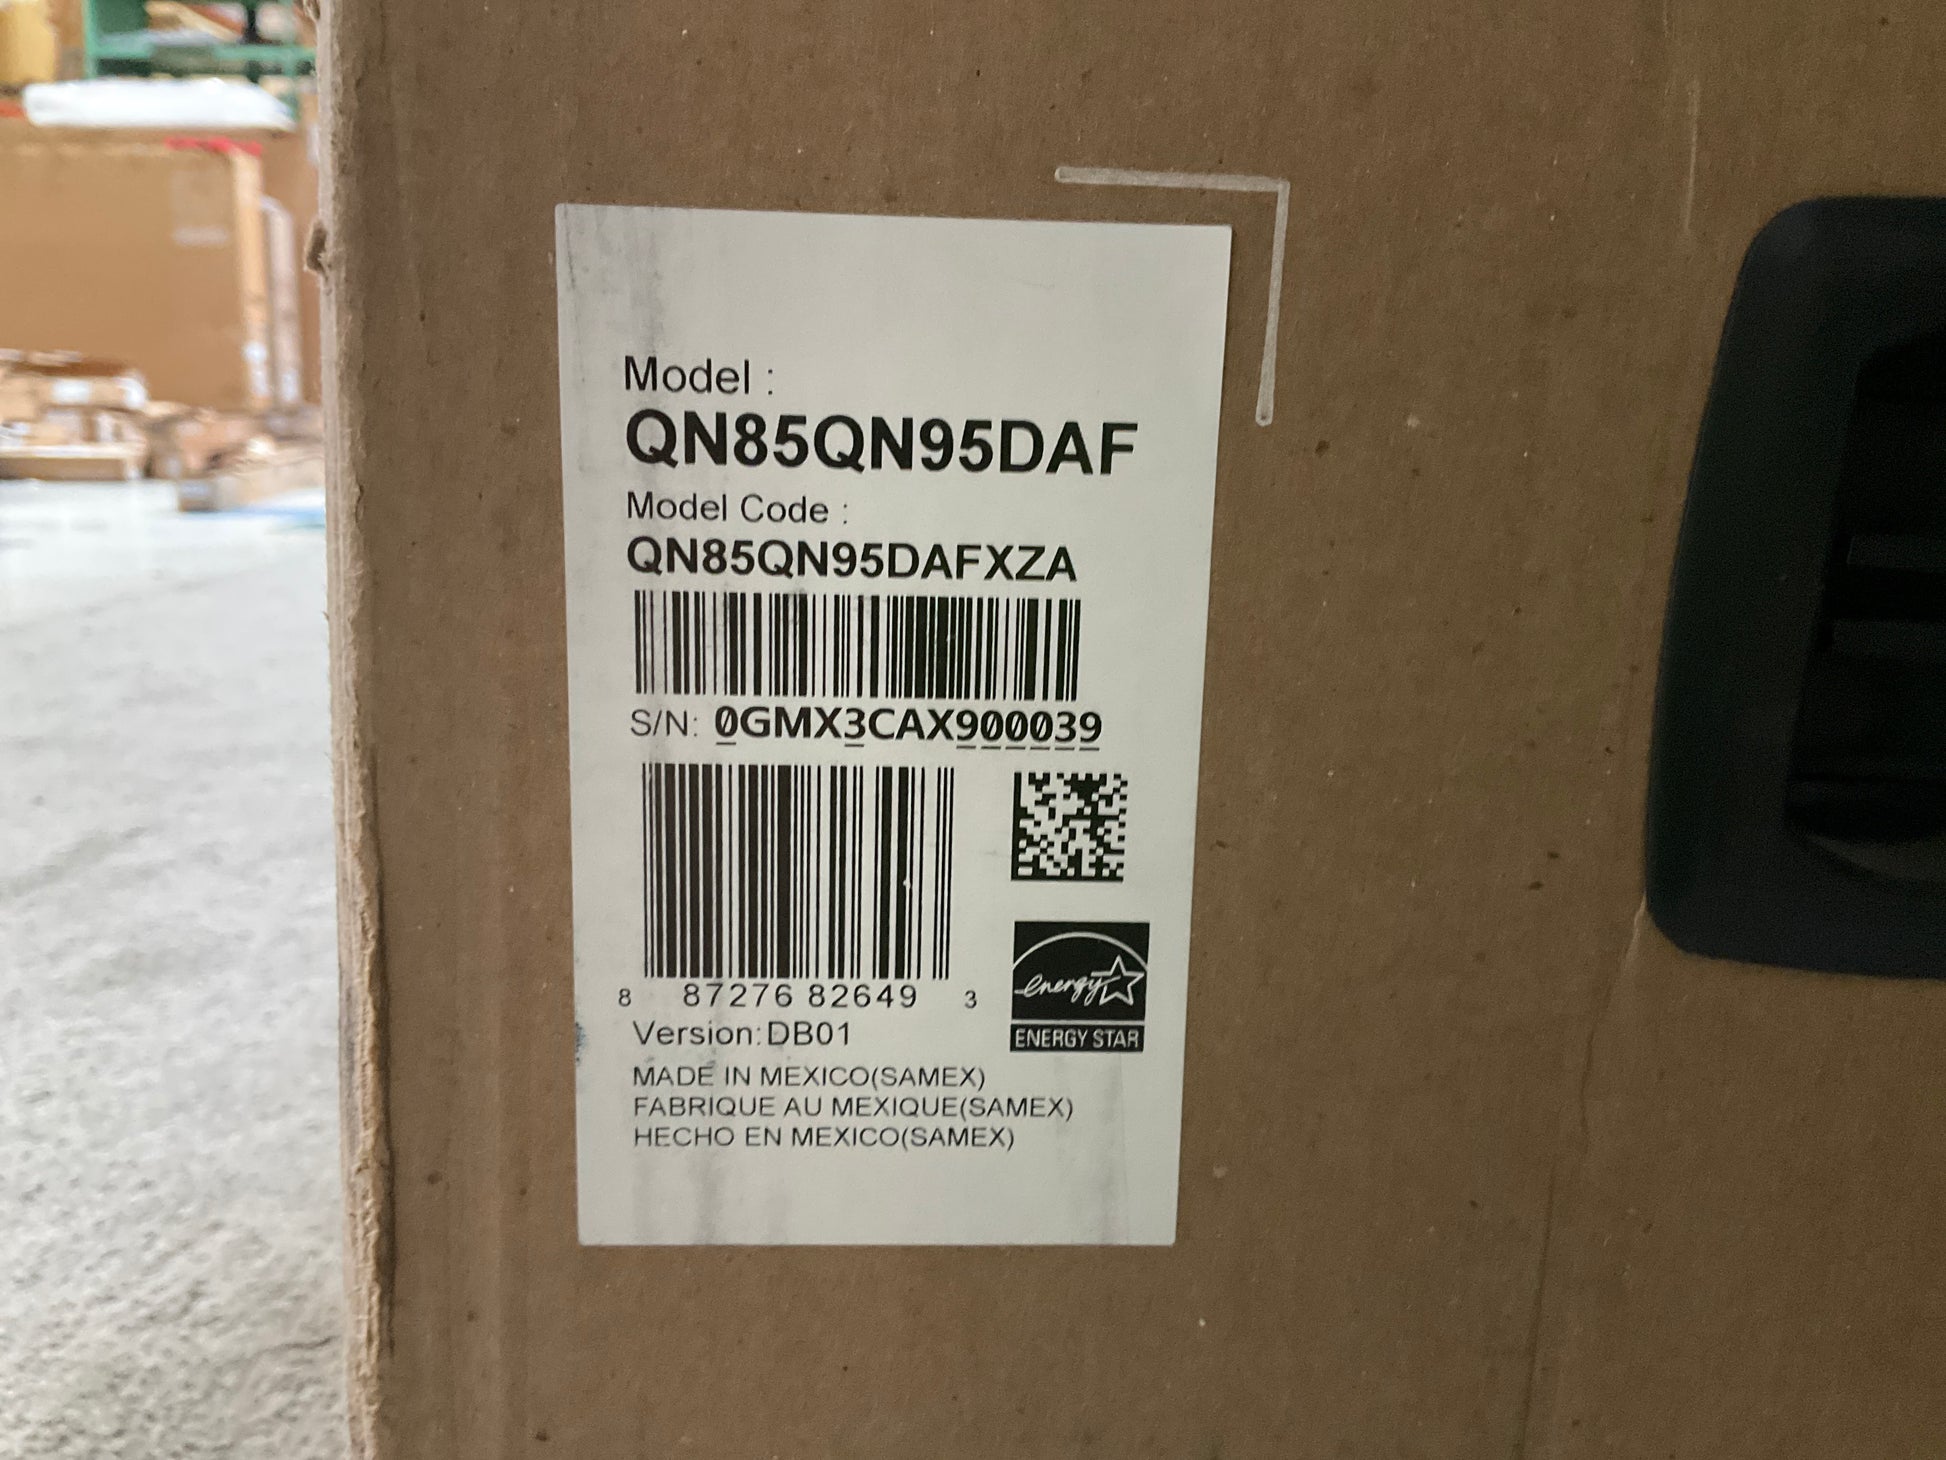 Model :
QN85QN95DAF
Model Code :
QN85QN95DAFXZA
S/N: 0GMX3CAX900039
8 87276 82649 3
Version:DB01
energy
ENERGY STAR
MADE IN MEXICO(SAMEX)
FABRIQUE AU MEXIQUE(SAMEX)
HECHO EN MEXICO(SAMEX)